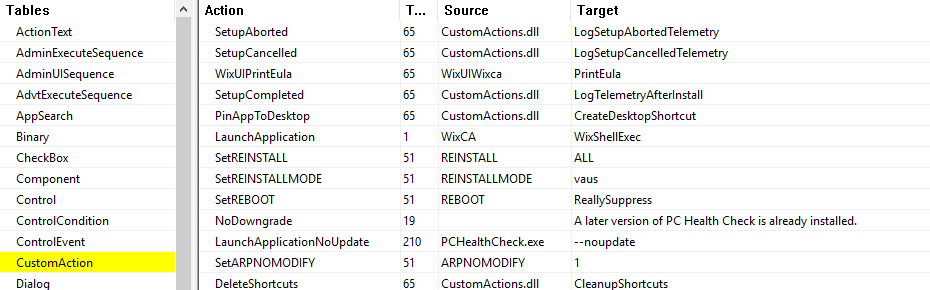 Tables Action T... Source Target
ActionText SetupAborted 65 CustomActions.dll LogSetupAbortedTelemetry
AdminExecuteSequence SetupCancelled 65 CustomActions.dll LogSetupCancelledTelemetry
AdminUISequence WixUIPrintEula 65 WixUIWixca PrintEula
AdvtExecuteSequence SetupCompleted 65 CustomActions.dll LogTelemetryAfterInstall
AppSearch PinAppToDesktop 65 CustomActions.dll CreateDesktopShortcut
Binary LaunchApplication 1 WixCA WixShellExec
CheckBox SetREINSTALL 51 REINSTALL ALL
Component SetREINSTALLMODE 51 REINSTALLMODE vaus
Control SetREBOOT 51 REBOOT ReallySuppress
ControlCondition NoDowngrade 19 A later version of PC Health Check is already installed.
ControlEvent LaunchApplicationNoUpdate 210 PCHealthCheck.exe --noupdate
CustomAction SetARPNOMODIFY 51 ARPNOMODIFY 1
Dialog DeleteShortcuts 65 CustomActions.dll CleanupShortcuts